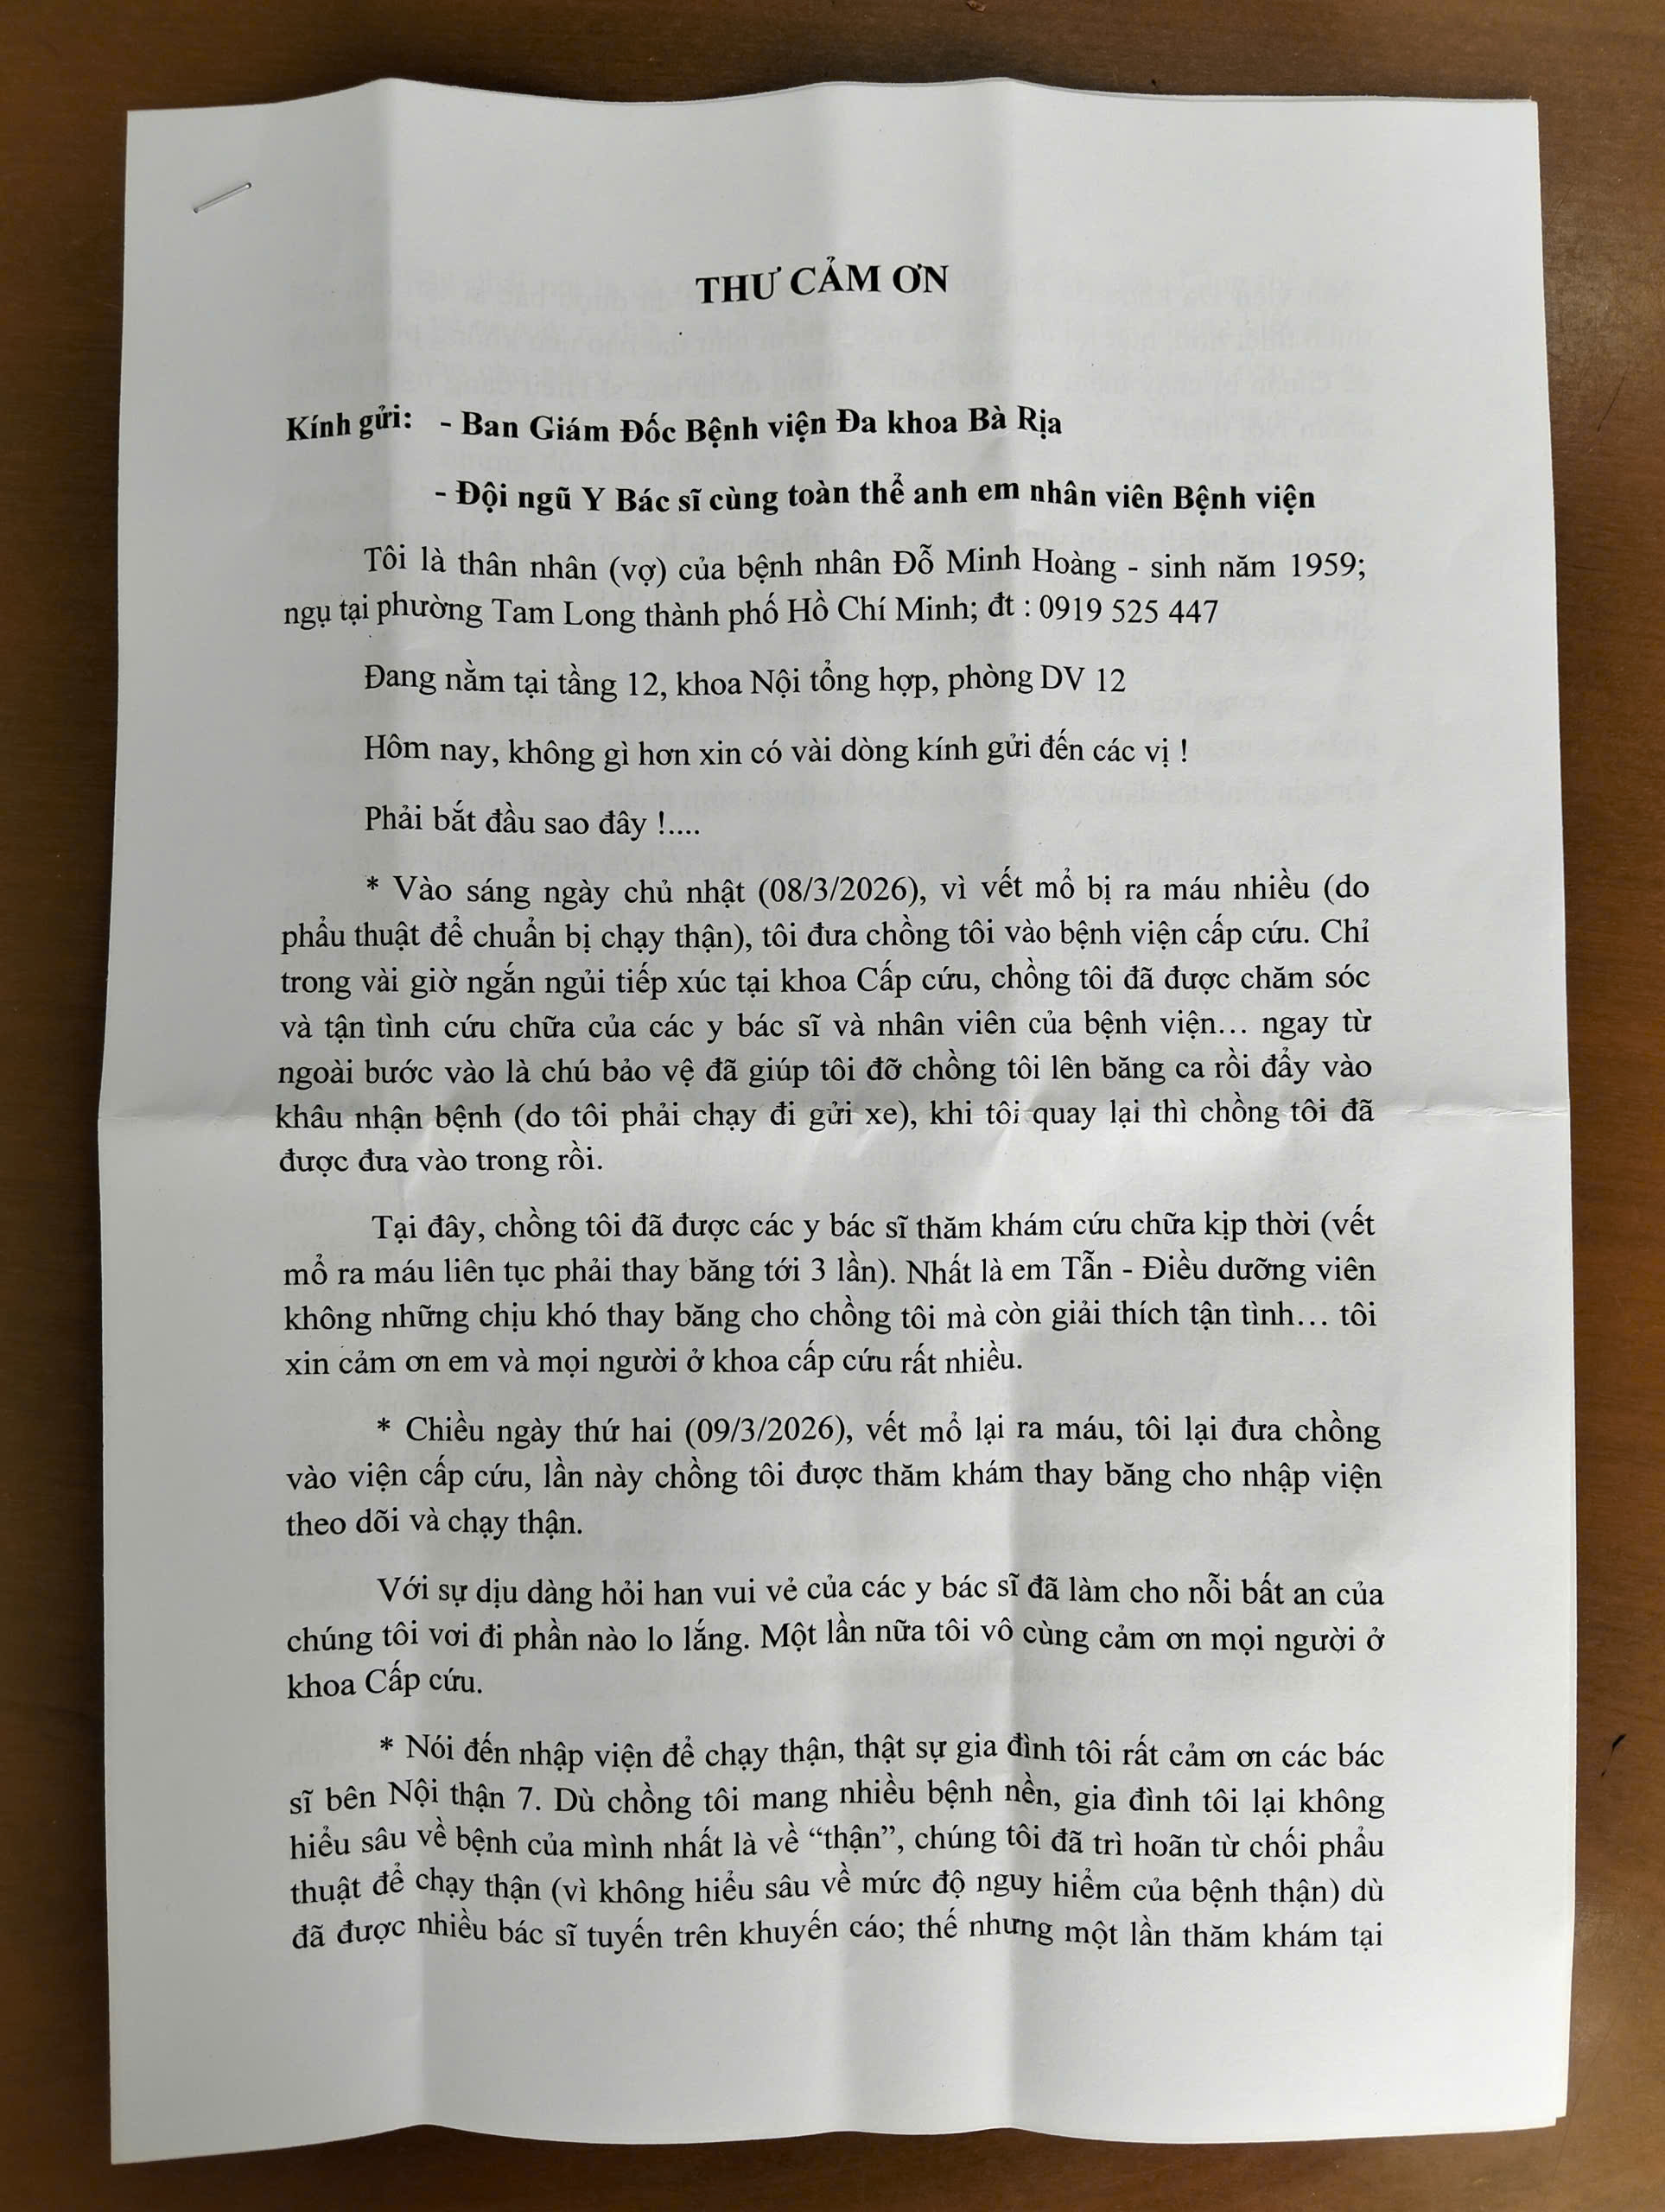 THƯ CẢM ƠN
Kính gửi: - Ban Giám Đốc Bệnh viện Đa khoa Bà Rịa
- Đội ngũ Y Bác sĩ cùng toàn thể anh em nhân viên Bệnh viện
Tôi là thân nhân (vợ) của bệnh nhân Đỗ Minh Hoàng - sinh năm 1959;
ngụ tại phường Tam Long thành phố Hồ Chí Minh; đt : 0919 525 447
Đang nằm tại tầng 12, khoa Nội tổng hợp, phòng DV 12
Hôm nay, không gì hơn xin có vài dòng kính gửi đến các vị !
Phải bắt đầu sao đây !....
* Vào sáng ngày chủ nhật (08/3/2026), vì vết mổ bị ra máu nhiều (do
phẩu thuật để chuẩn bị chạy thận), tôi đưa chồng tôi vào bệnh viện cấp cứu. Chỉ
trong vài giờ ngắn ngủi tiếp xúc tại khoa Cấp cứu, chồng tôi đã được chăm sóc
và tận tình cứu chữa của các y bác sĩ và nhân viên của bệnh viện… ngay từ
ngoài bước vào là chú bảo vệ đã giúp tôi đỡ chồng tôi lên băng ca rồi đẩy vào
khâu nhận bệnh (do tôi phải chạy đi gửi xe), khi tôi quay lại thì chồng tôi đã
được đưa vào trong rồi.
Tại đây, chồng tôi đã được các y bác sĩ thăm khám cứu chữa kịp thời (vết
mổ ra máu liên tục phải thay băng tới 3 lần). Nhất là em Tẫn - Điều dưỡng viên
không những chịu khó thay băng cho chồng tôi mà còn giải thích tận tình… tôi
xin cảm ơn em và mọi người ở khoa cấp cứu rất nhiều.
* Chiều ngày thứ hai (09/3/2026), vết mổ lại ra máu, tôi lại đưa chồng
vào viện cấp cứu, lần này chồng tôi được thăm khám thay băng cho nhập viện
theo dõi và chạy thận.
Với sự dịu dàng hỏi han vui vẻ của các y bác sĩ đã làm cho nỗi bất an của
chúng tôi vơi đi phần nào lo lắng. Một lần nữa tôi vô cùng cảm ơn mọi người ở
khoa Cấp cứu.
* Nói đến nhập viện để chạy thận, thật sự gia đình tôi rất cảm ơn các bác
sĩ bên Nội thận 7. Dù chồng tôi mang nhiều bệnh nền, gia đình tôi lại không
hiểu sâu về bệnh của mình nhất là về “thận”, chúng tôi đã trì hoãn từ chối phẩu
thuật để chạy thận (vì không hiểu sâu về mức độ nguy hiểm của bệnh thận) dù
đã được nhiều bác sĩ tuyến trên khuyến cáo; thế nhưng một lần thăm khám tại